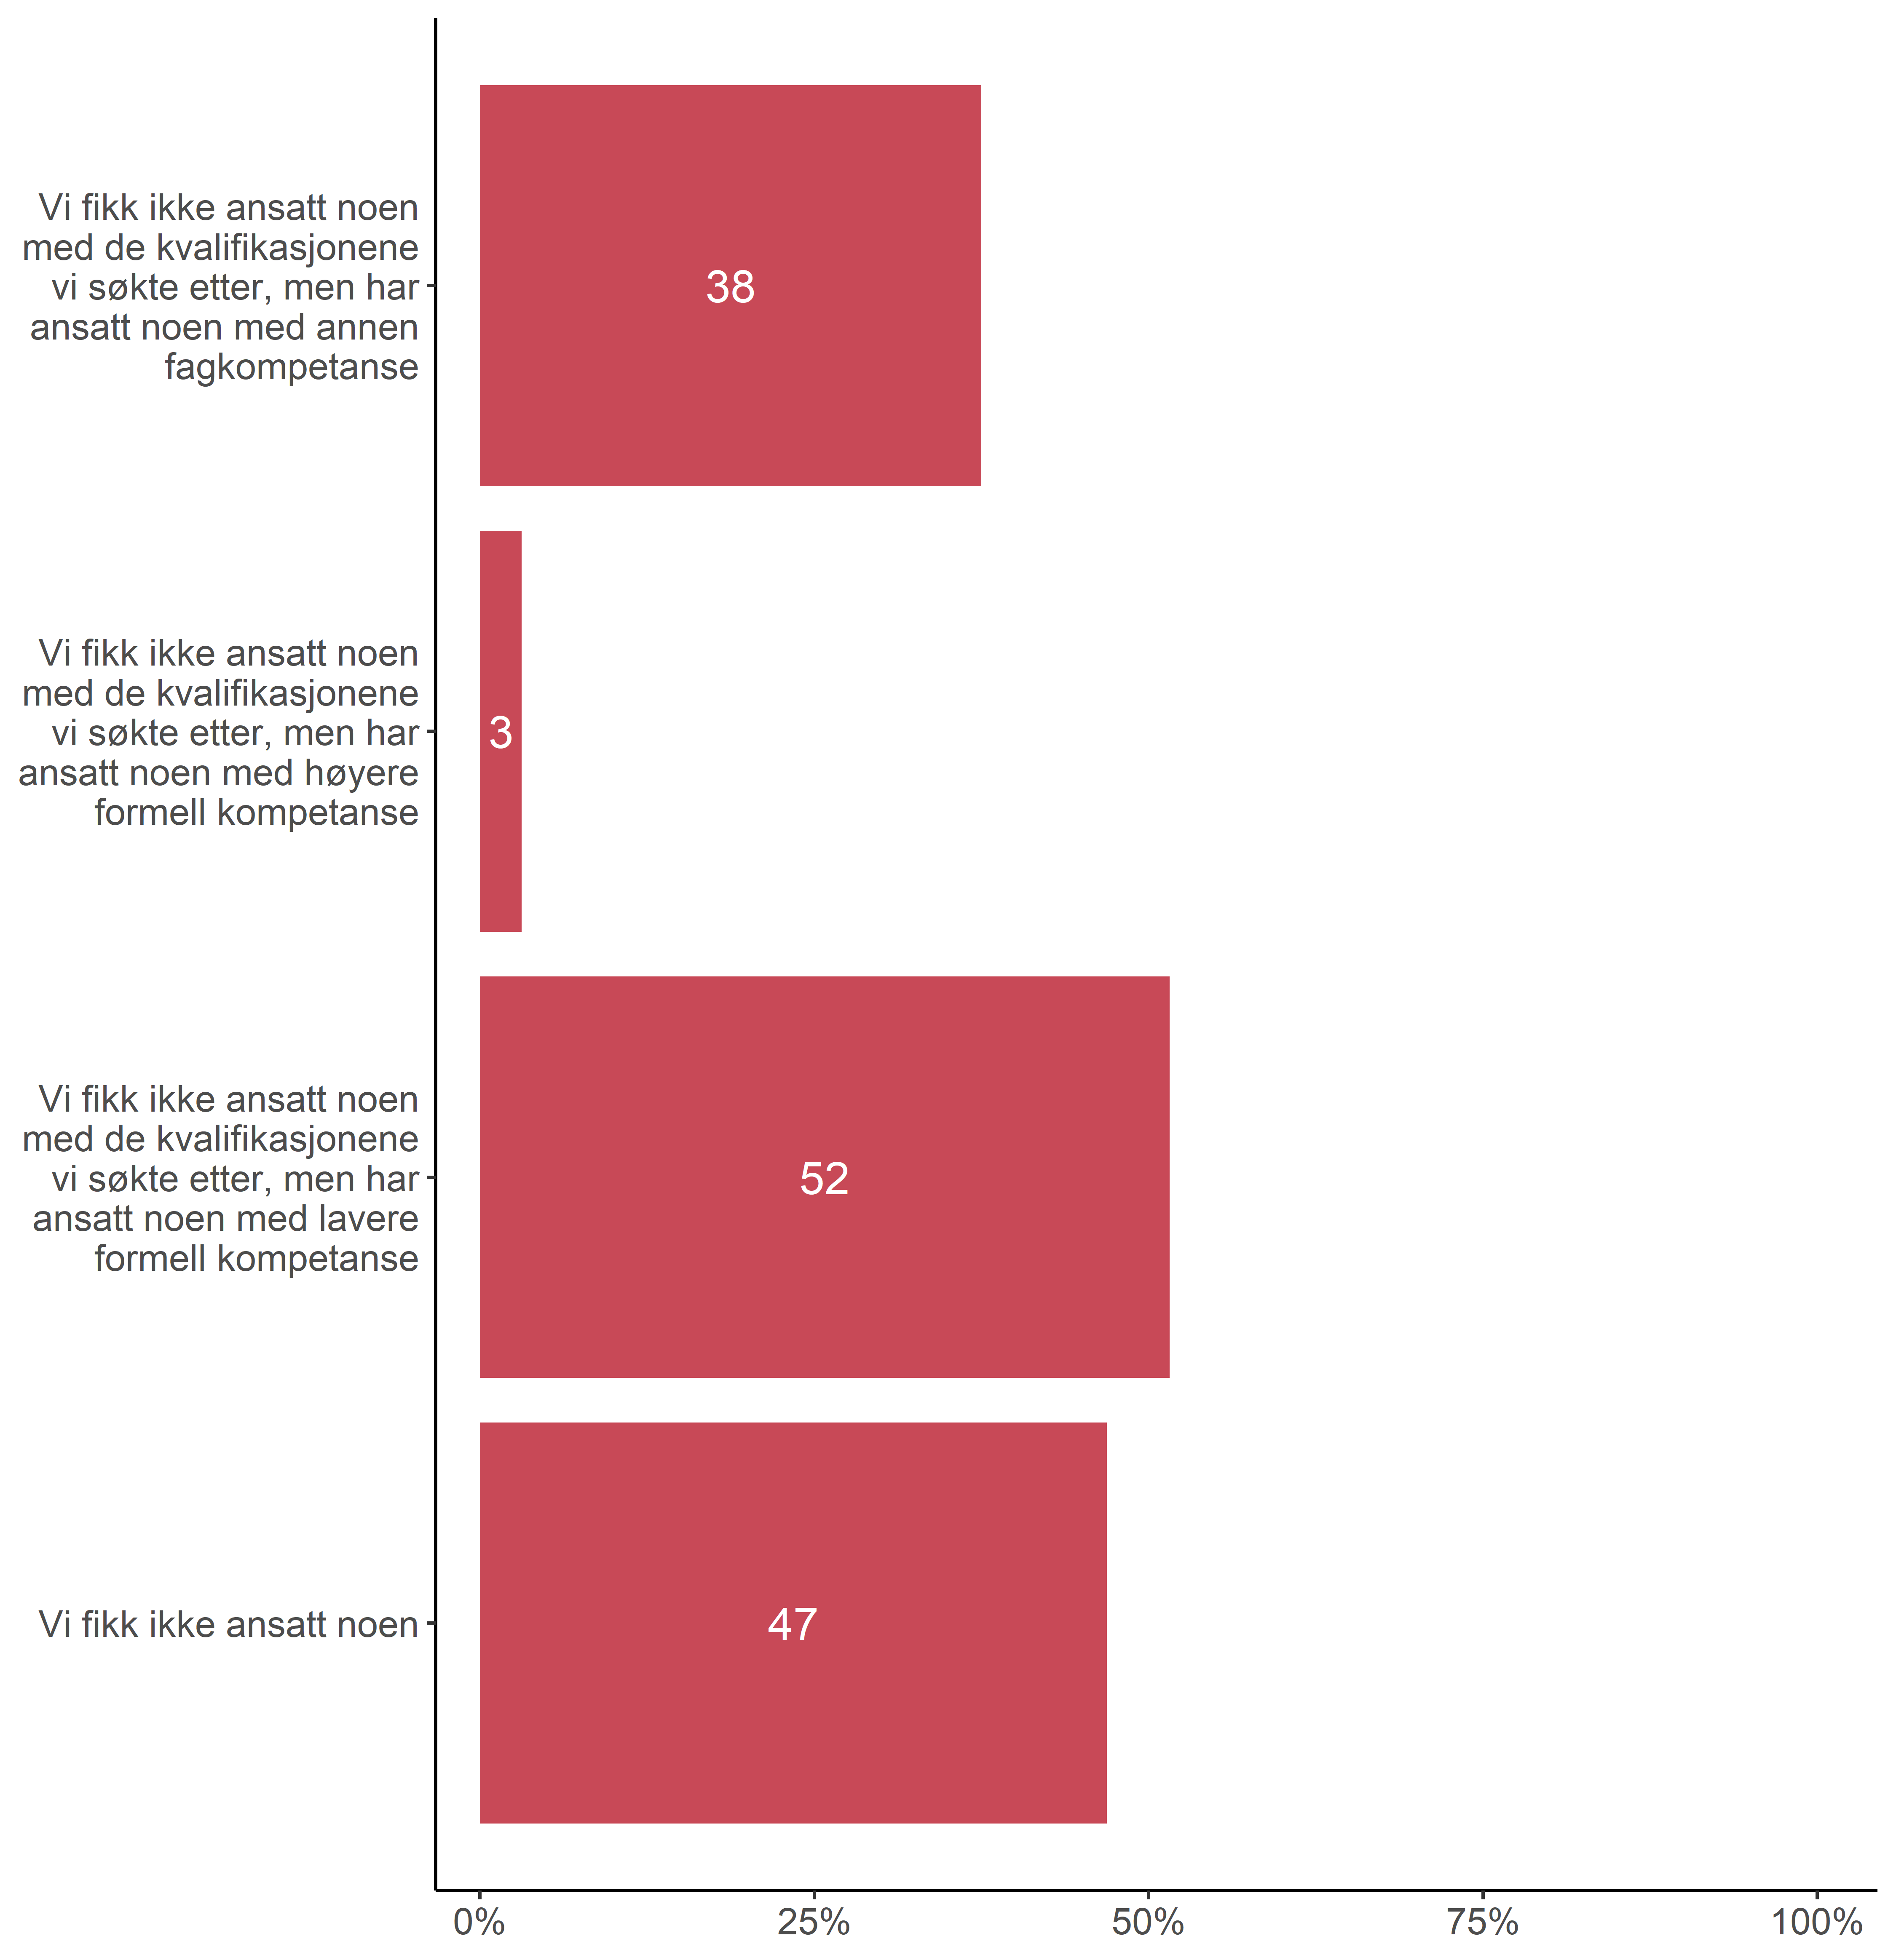 Vi fikk ikke ansatt noen
med de kvalifikasjonene
vi søkte etter, men har
ansatt noen med annen
fagkompetanse
38
Vi fikk ikke ansatt noen
med de kvalifikasjonene
vi søkte etter, men har
ansatt noen med høyere
formell kompetanse
3
Vi fikk ikke ansatt noen
med de kvalifikasjonene
vi søkte etter, men har
ansatt noen med lavere
formell kompetanse
52
Vi fikk ikke ansatt noen
47
0% 25% 50% 75% 100%